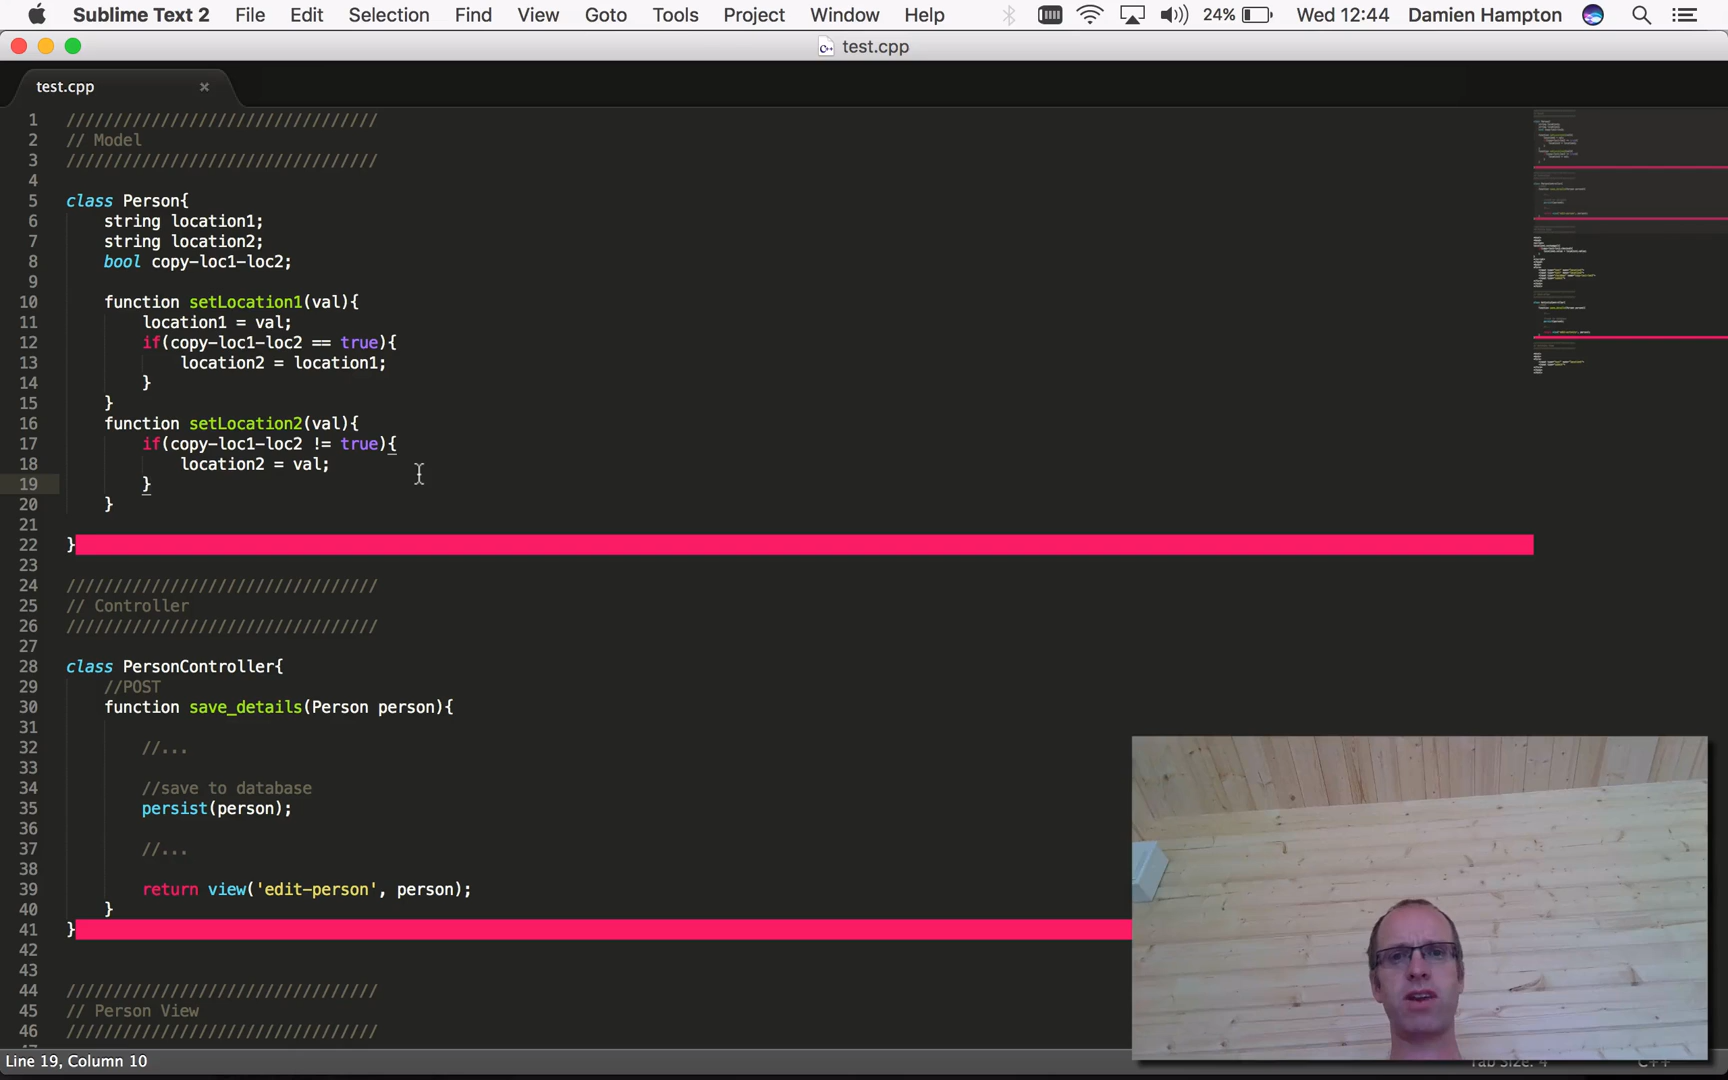 Sublime Text 2 File Edit Selection Find View Goto Tools Project Window Help 24% Wed 12:44 Damien Hampton
test.cpp
test.cpp ×
1 /////////////////////////////////
2 // Model
3 /////////////////////////////////
4
5 class Person{
6 string location1;
7 string location2;
8 bool copy-loc1-loc2;
9
10 function setLocation1(val){
11 location1 = val;
12 if(copy-loc1-loc2 == true){
13 location2 = location1;
14 }
15 }
16 function setLocation2(val){
17 if(copy-loc1-loc2 != true){
18 location2 = val;
19 }
20 }
21
22 }
23
24 /////////////////////////////////
25 // Controller
26 /////////////////////////////////
27
28 class PersonController{
29 //POST
30 function save_details(Person person){
31
32 //...
33
34 //save to database
35 persist(person);
36
37 //...
38
39 return view('edit-person', person);
40 }
41 }
42
43
44 /////////////////////////////////
45 // Person View
46 /////////////////////////////////
Line 19, Column 10 Tab Size: 4 C++